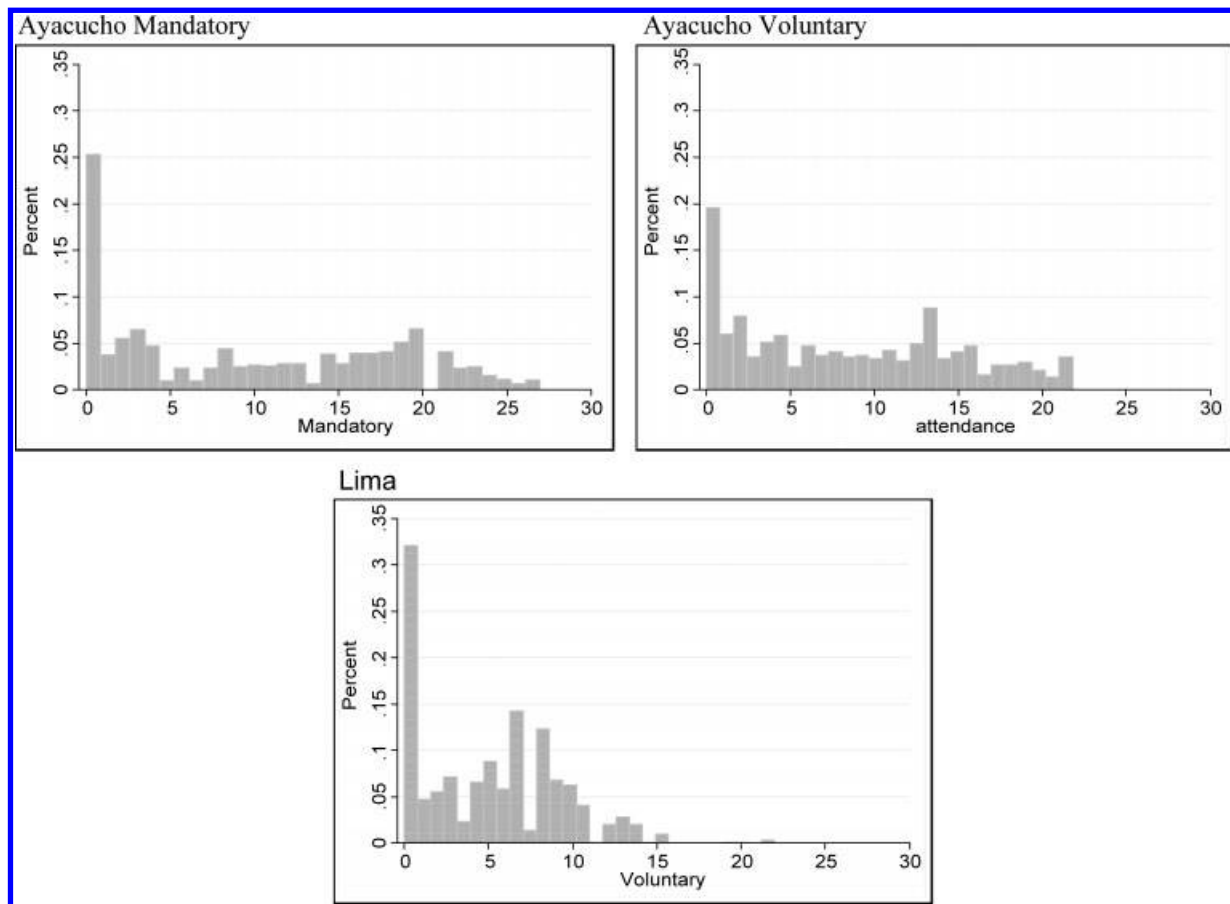 Ayacucho Mandatory
Percent
0 .05 .1 .15 .2 .25 .3 .35
0 5 10 15 20 25 30
Mandatory
Ayacucho Voluntary
Percent
0 .05 .1 .15 .2 .25 .3 .35
0 5 10 15 20 25 30
attendance
Lima
Percent
0 .05 .1 .15 .2 .25 .3 .35
0 5 10 15 20 25 30
Voluntary